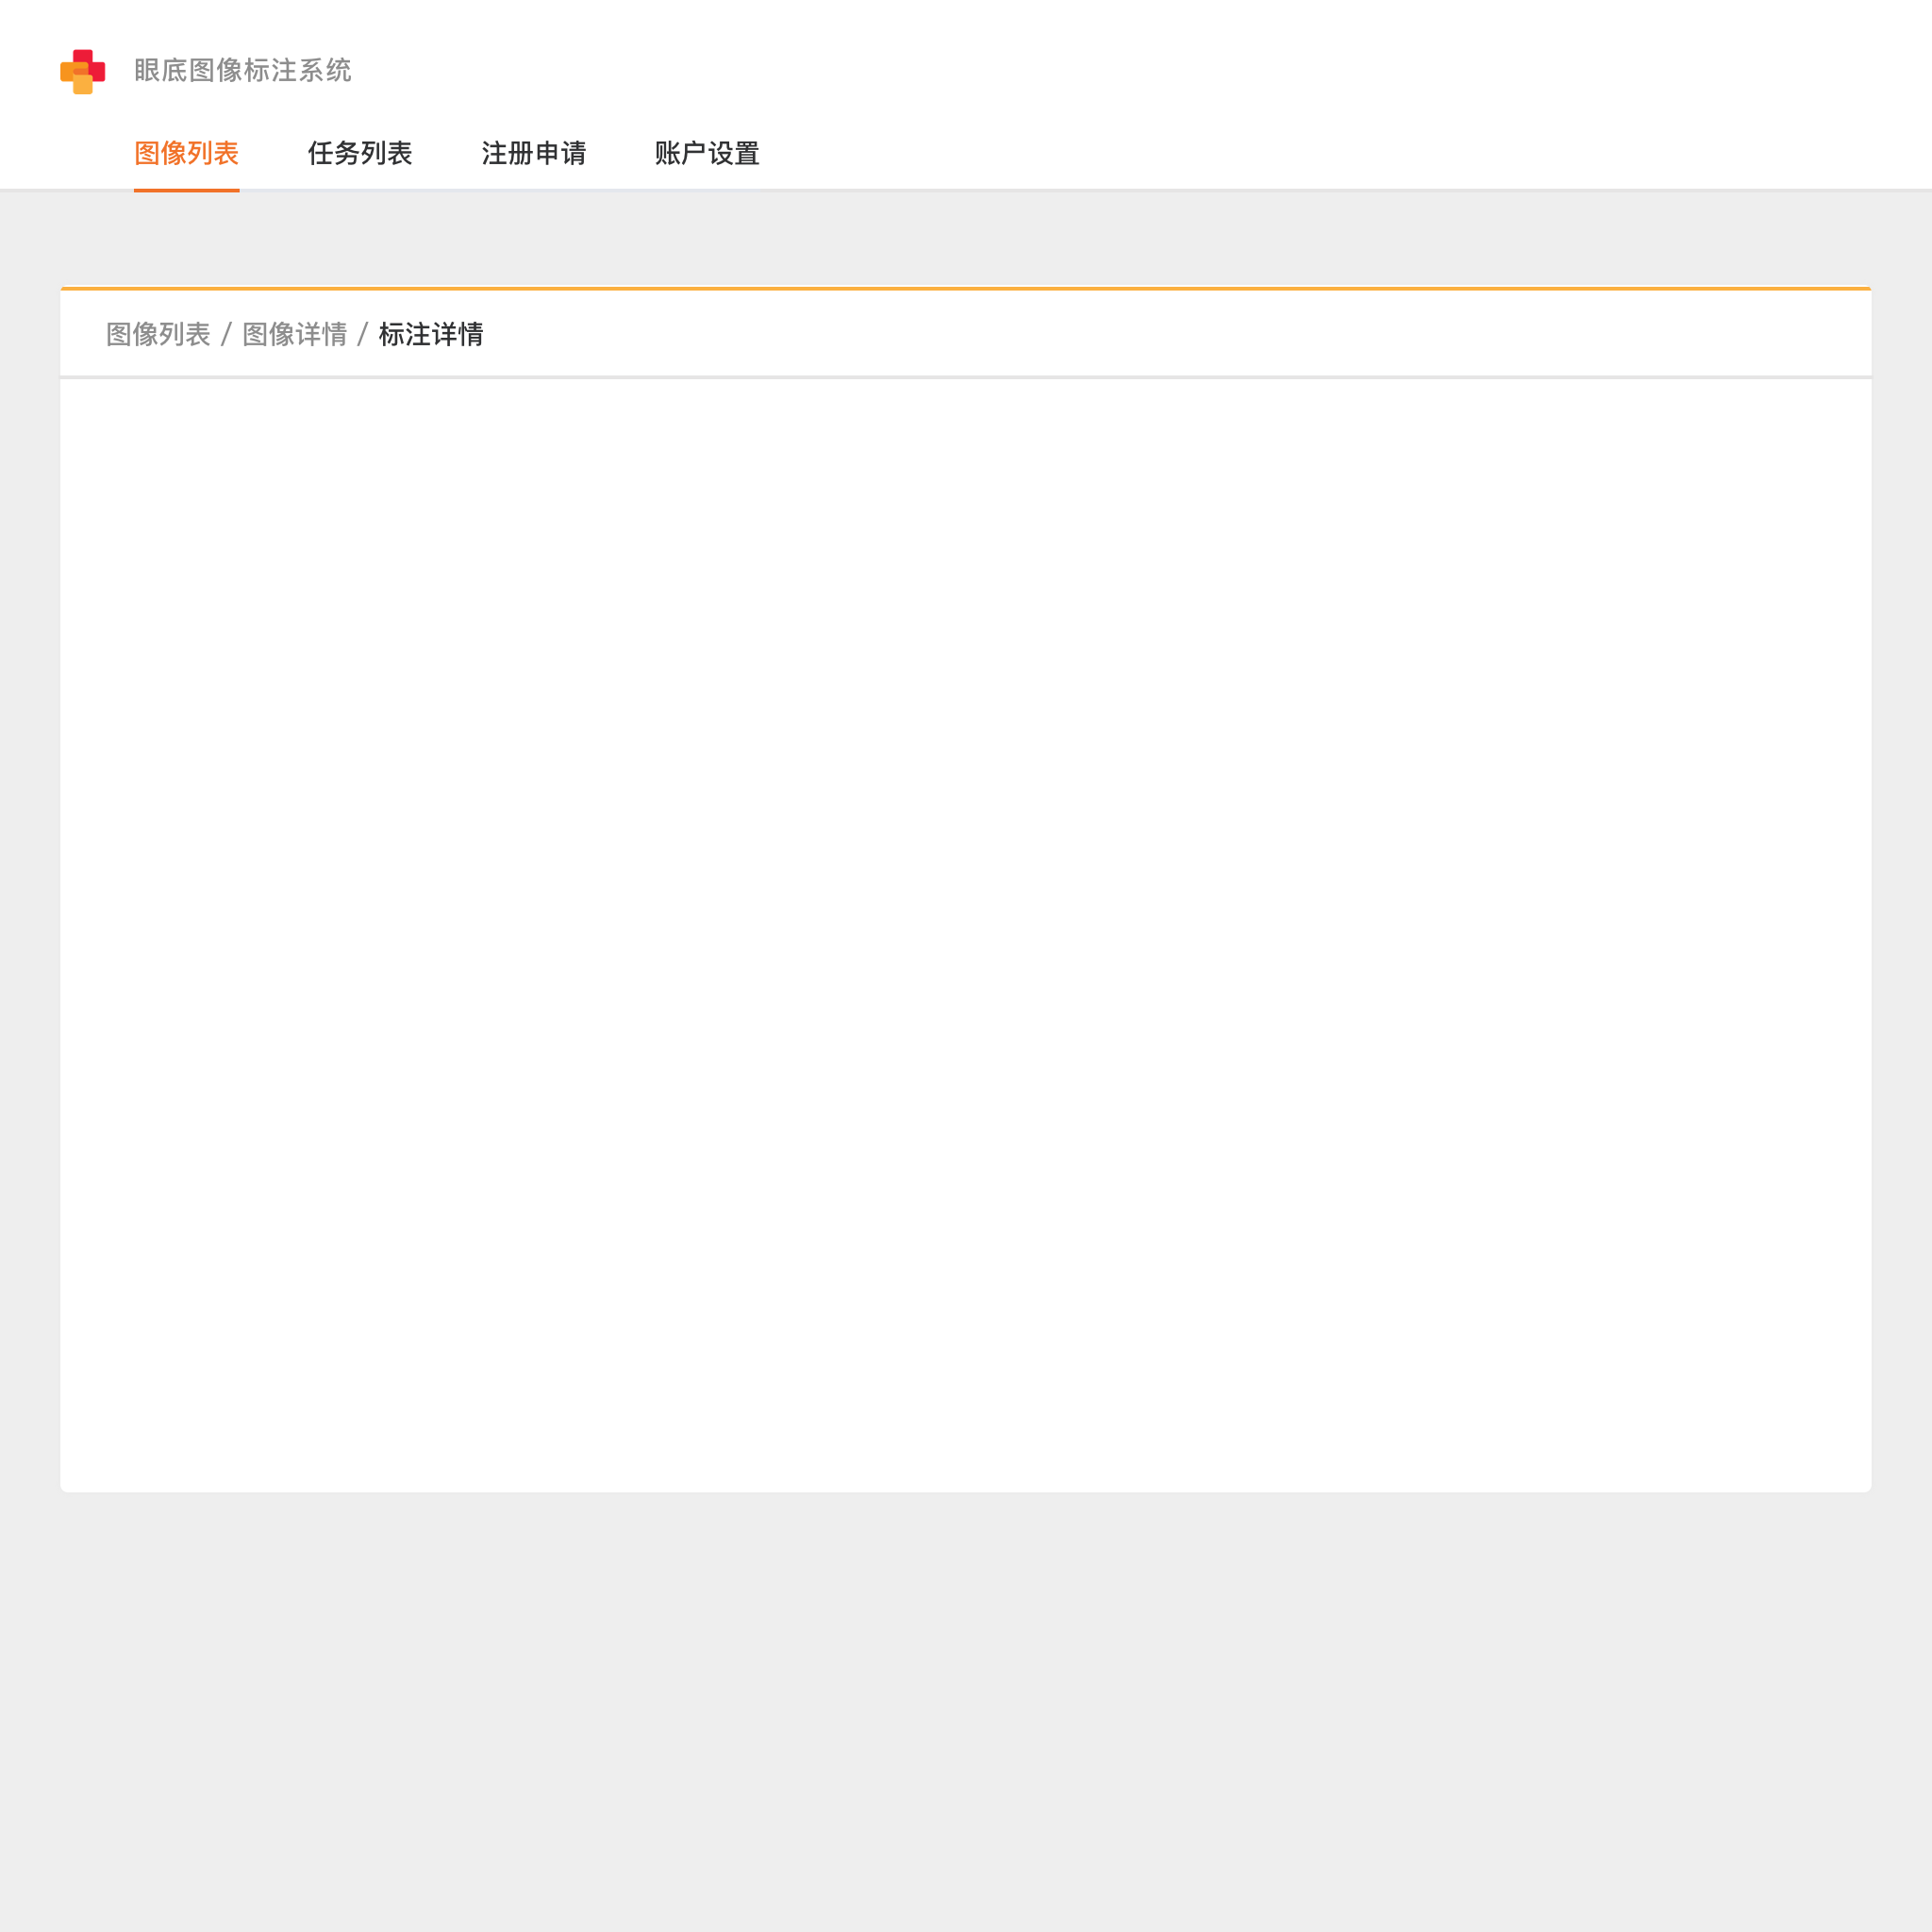 眼底图像标注系统
图像列表 任务列表 注册申请 账户设置
图像列表 / 图像详情 / 标注详情